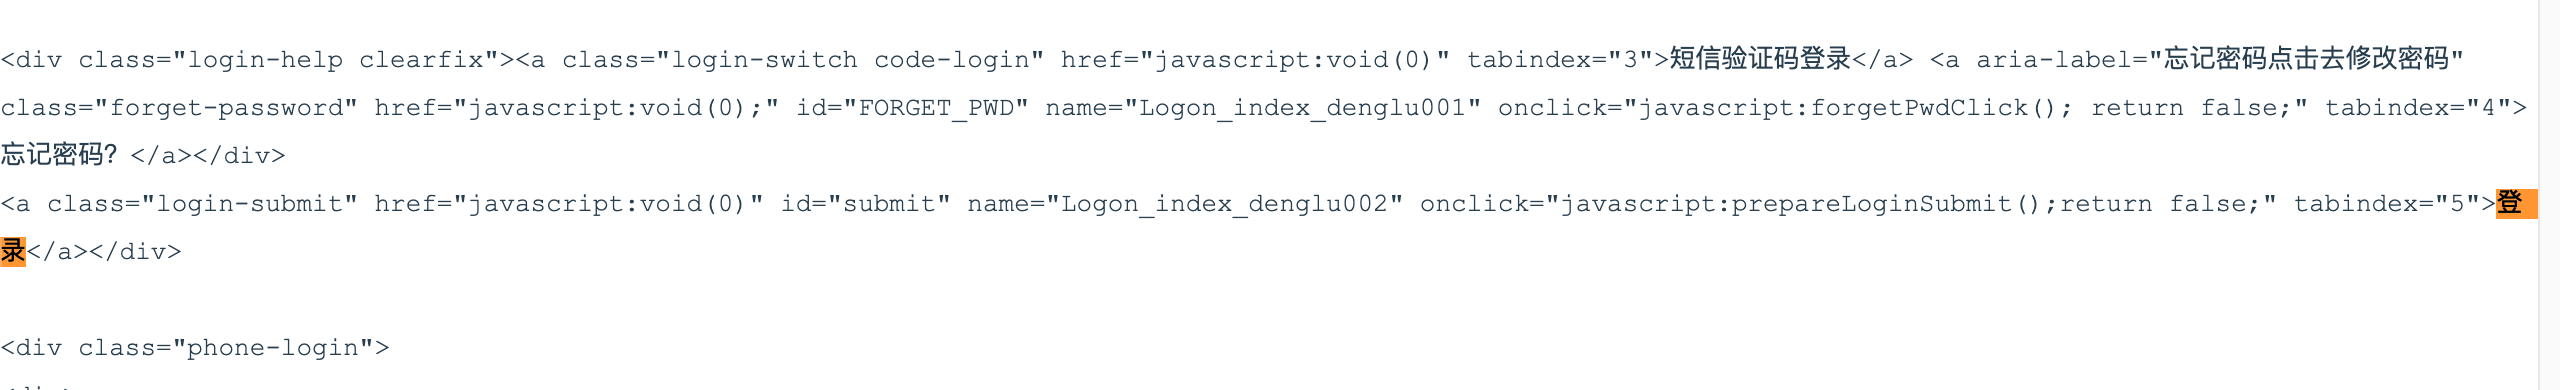 <div class="login-help clearfix"><a class="login-switch code-login" href="javascript:void(0)" tabindex="3">短信验证码登录</a> <a aria-label="忘记密码点击去修改密码"
class="forget-password" href="javascript:void(0);" id="FORGET_PWD" name="Logon_index_denglu001" onclick="javascript:forgetPwdClick(); return false;" tabindex="4">
忘记密码？</a></div>
<a class="login-submit" href="javascript:void(0)" id="submit" name="Logon_index_denglu002" onclick="javascript:prepareLoginSubmit();return false;" tabindex="5">登
录</a></div>
<div class="phone-login">